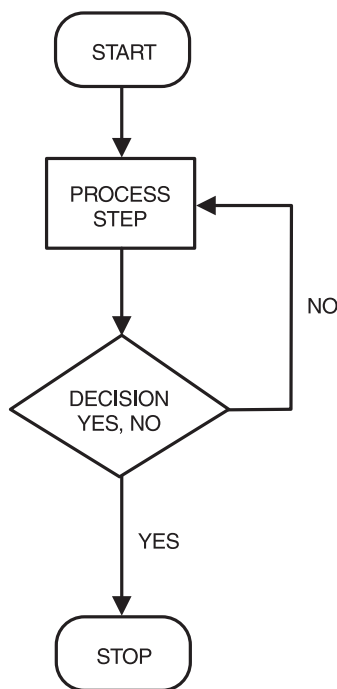 START
PROCESS
STEP
NO
DECISION
YES, NO
YES
STOP